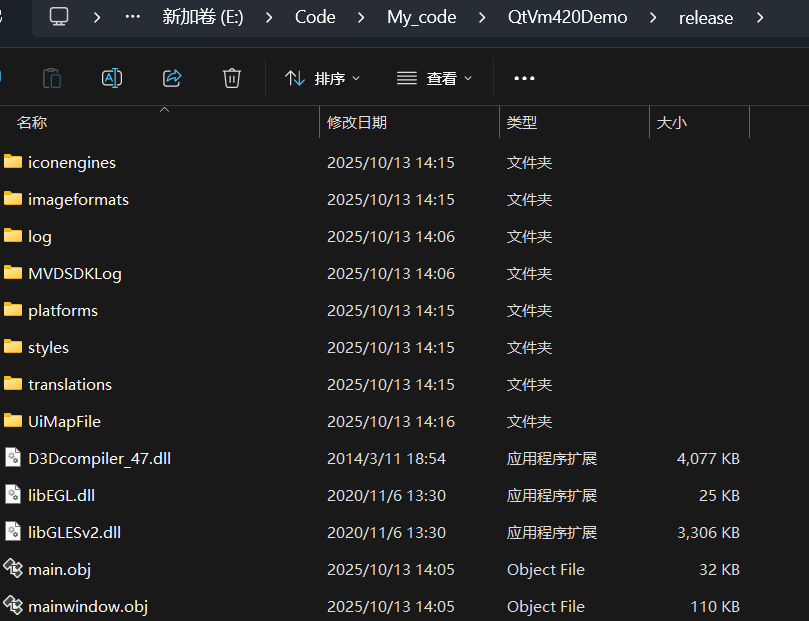 ··· 新加卷 (E:) > Code > My_code > QtVm420Demo > release >
排序 查看 ···
名称 修改日期 类型 大小
iconengines 2025/10/13 14:15 文件夹
imageformats 2025/10/13 14:15 文件夹
log 2025/10/13 14:06 文件夹
MVDSDKLog 2025/10/13 14:06 文件夹
platforms 2025/10/13 14:15 文件夹
styles 2025/10/13 14:15 文件夹
translations 2025/10/13 14:15 文件夹
UiMapFile 2025/10/13 14:16 文件夹
D3Dcompiler_47.dll 2014/3/11 18:54 应用程序扩展 4,077 KB
libEGL.dll 2020/11/6 13:30 应用程序扩展 25 KB
libGLESv2.dll 2020/11/6 13:30 应用程序扩展 3,306 KB
main.obj 2025/10/13 14:05 Object File 32 KB
mainwindow.obj 2025/10/13 14:05 Object File 110 KB